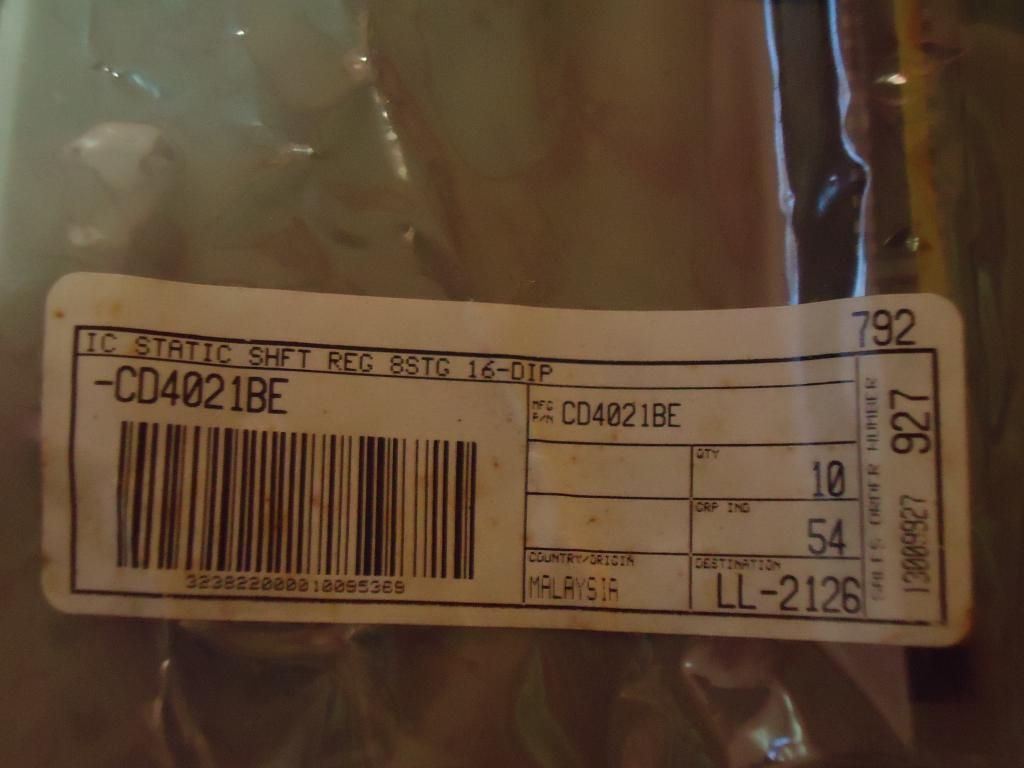 792
IC STATIC SHFT REG 8STG 16-DIP
-CD4021BE
MFG P/N CD4021BE
QTY
10
GRP IND
54
COUNTRY/ORIGIN
MALAYSIA
DESTINATION
LL-2126
3238220000010095369
SALES ORDER NUMBER
13009927
927